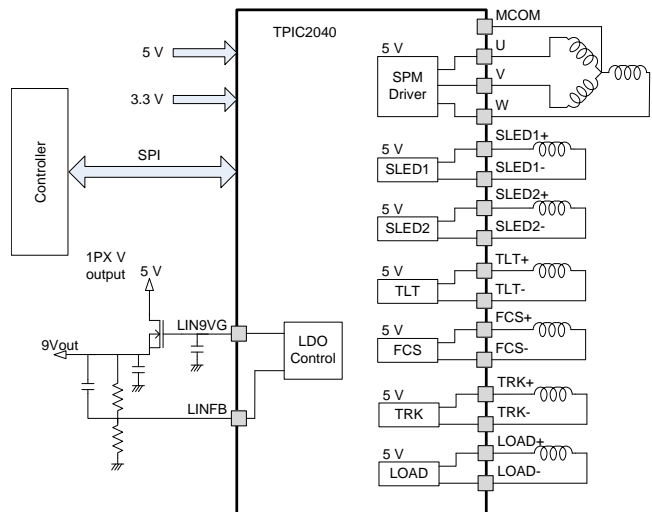 TPIC2040
MCOM
5 V
U
5 V
SPM
Driver
V
3.3 V
W
Controller
SPI
SLED1+
5 V
SLED1
SLED1-
SLED2+
5 V
SLED2
SLED2-
1PX V
output
5 V
TLT+
5 V
TLT
TLT-
LIN9VG
LDO
Control
FCS+
5 V
FCS
FCS-
9Vout
TRK+
5 V
TRK
TRK-
LINFB
LOAD+
5 V
LOAD
LOAD-